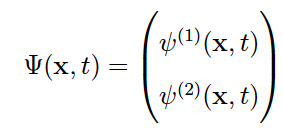 Ψ(x, t) = ( ψ⁽¹⁾(x, t)
ψ⁽²⁾(x, t) )